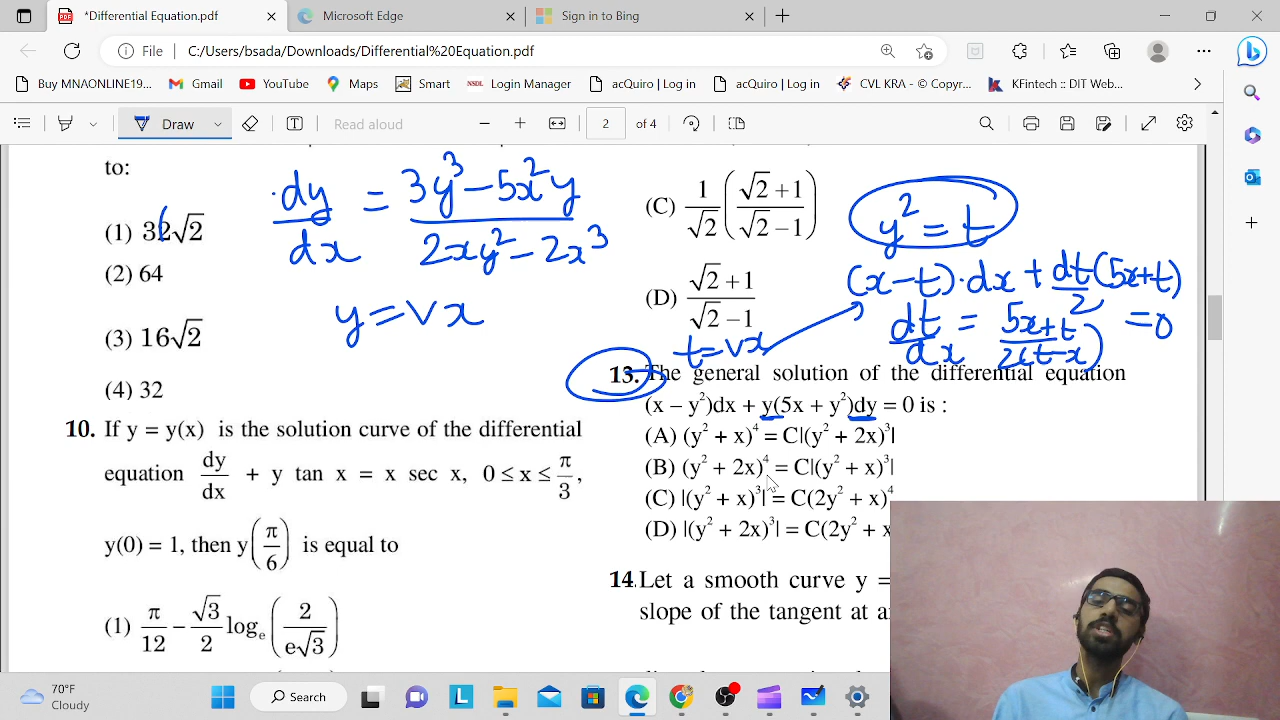 *Differential Equation.pdf
Microsoft Edge
Sign in to Bing
File
C:/Users/bsada/Downloads/Differential%20Equation.pdf
Buy MNAONLINE19...
Gmail
YouTube
Maps
Smart
NSDL Login Manager
acQuiro | Log in
acQuiro | Log in
CVL KRA - © Copyr...
KFintech :: DIT Web...
Draw
Read aloud
2 of 4
to:
(1) 32√2
(2) 64
(3) 16√2
(4) 32
dy/dx = (3y³ − 5x²y)/(2xy² − 2x³)
y = vx
10. If y = y(x) is the solution curve of the differential
equation dy/dx + y tan x = x sec x, 0 ≤ x ≤ π/3,
y(0) = 1, then y(π/6) is equal to
(1) π/12 − √3/2 logₑ(2/(e√3))
(C) 1/√2 ((√2 + 1)/(√2 − 1))
(D) (√2 + 1)/(√2 − 1)
y² = t
(x − t)·dx + dt/2 (5x + t) = 0
dt/dx = (5x + t)/2(t − x)
t = vx
13. The general solution of the differential equation
(x – y²)dx + y(5x + y²)dy = 0 is :
(A) (y² + x)⁴ = C|(y² + 2x)³|
(B) (y² + 2x)⁴ = C|(y² + x)³|
(C) |(y² + x)³| = C(2y² + x)⁴
(D) |(y² + 2x)³| = C(2y² + x
14. Let a smooth curve y =
slope of the tangent at a
70°F
Cloudy
Search